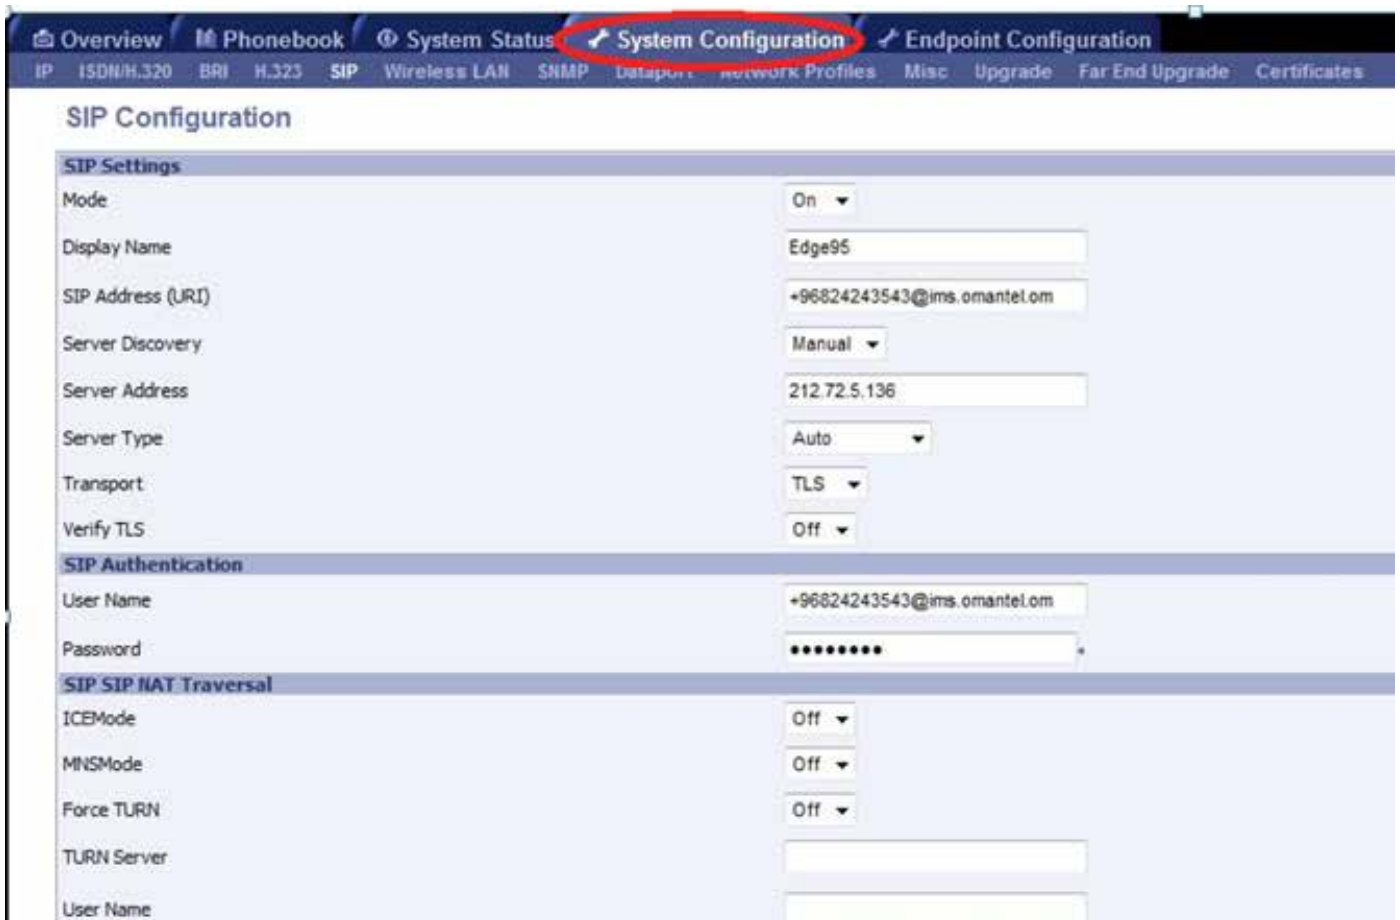 Overview Phonebook System Status System Configuration Endpoint Configuration
IP ISDN/H.320 BRI H.323 SIP Wireless LAN SNMP Dataport Network Profiles Misc Upgrade Far End Upgrade Certificates
SIP Configuration
SIP Settings
Mode On
Display Name Edge95
SIP Address (URI) +96824243543@ims.omantel.om
Server Discovery Manual
Server Address 212.72.5.136
Server Type Auto
Transport TLS
Verify TLS Off
SIP Authentication
User Name +96824243543@ims.omantel.om
Password ●●●●●●●●
SIP SIP NAT Traversal
ICEMode Off
MNSMode Off
Force TURN Off
TURN Server
User Name